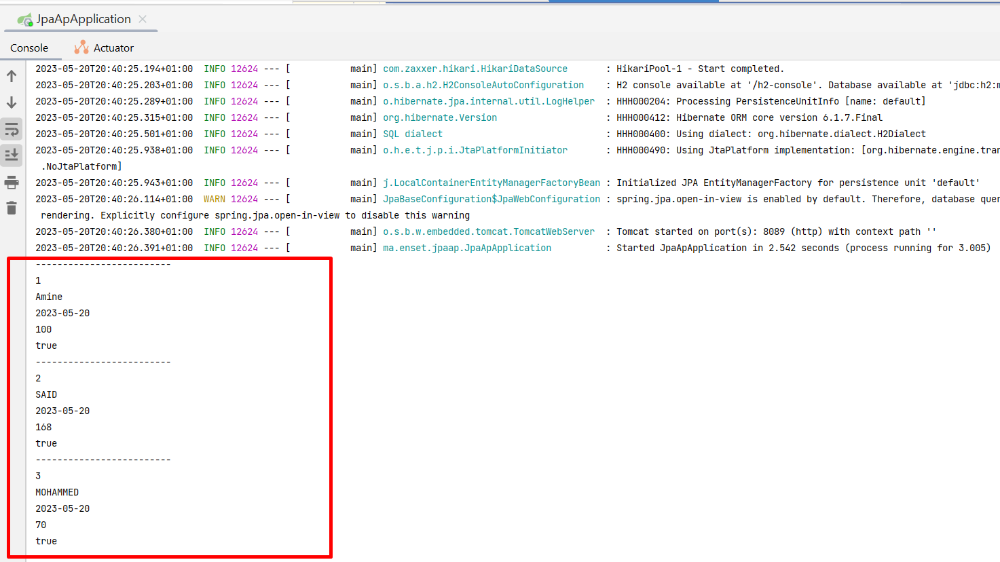 JpaApApplication
Console Actuator
2023-05-20T20:40:25.194+01:00  INFO 12624 --- [           main] com.zaxxer.hikari.HikariDataSource       : HikariPool-1 - Start completed.
2023-05-20T20:40:25.203+01:00  INFO 12624 --- [           main] o.s.b.a.h2.H2ConsoleAutoConfiguration    : H2 console available at '/h2-console'. Database available at 'jdbc:h2:m
2023-05-20T20:40:25.289+01:00  INFO 12624 --- [           main] o.hibernate.jpa.internal.util.LogHelper  : HHH000204: Processing PersistenceUnitInfo [name: default]
2023-05-20T20:40:25.315+01:00  INFO 12624 --- [           main] org.hibernate.Version                    : HHH000412: Hibernate ORM core version 6.1.7.Final
2023-05-20T20:40:25.501+01:00  INFO 12624 --- [           main] SQL dialect                              : HHH000400: Using dialect: org.hibernate.dialect.H2Dialect
2023-05-20T20:40:25.938+01:00  INFO 12624 --- [           main] o.h.e.t.j.p.i.JtaPlatformInitiator       : HHH000490: Using JtaPlatform implementation: [org.hibernate.engine.tran
.NoJtaPlatform]
2023-05-20T20:40:25.943+01:00  INFO 12624 --- [           main] j.LocalContainerEntityManagerFactoryBean : Initialized JPA EntityManagerFactory for persistence unit 'default'
2023-05-20T20:40:26.114+01:00  WARN 12624 --- [           main] JpaBaseConfiguration$JpaWebConfiguration : spring.jpa.open-in-view is enabled by default. Therefore, database quer
rendering. Explicitly configure spring.jpa.open-in-view to disable this warning
2023-05-20T20:40:26.380+01:00  INFO 12624 --- [           main] o.s.b.w.embedded.tomcat.TomcatWebServer  : Tomcat started on port(s): 8089 (http) with context path ''
2023-05-20T20:40:26.391+01:00  INFO 12624 --- [           main] ma.enset.jpaap.JpaApApplication          : Started JpaApApplication in 2.542 seconds (process running for 3.005)
-------------------------
1
Amine
2023-05-20
100
true
-------------------------
2
SAID
2023-05-20
168
true
-------------------------
3
MOHAMMED
2023-05-20
70
true